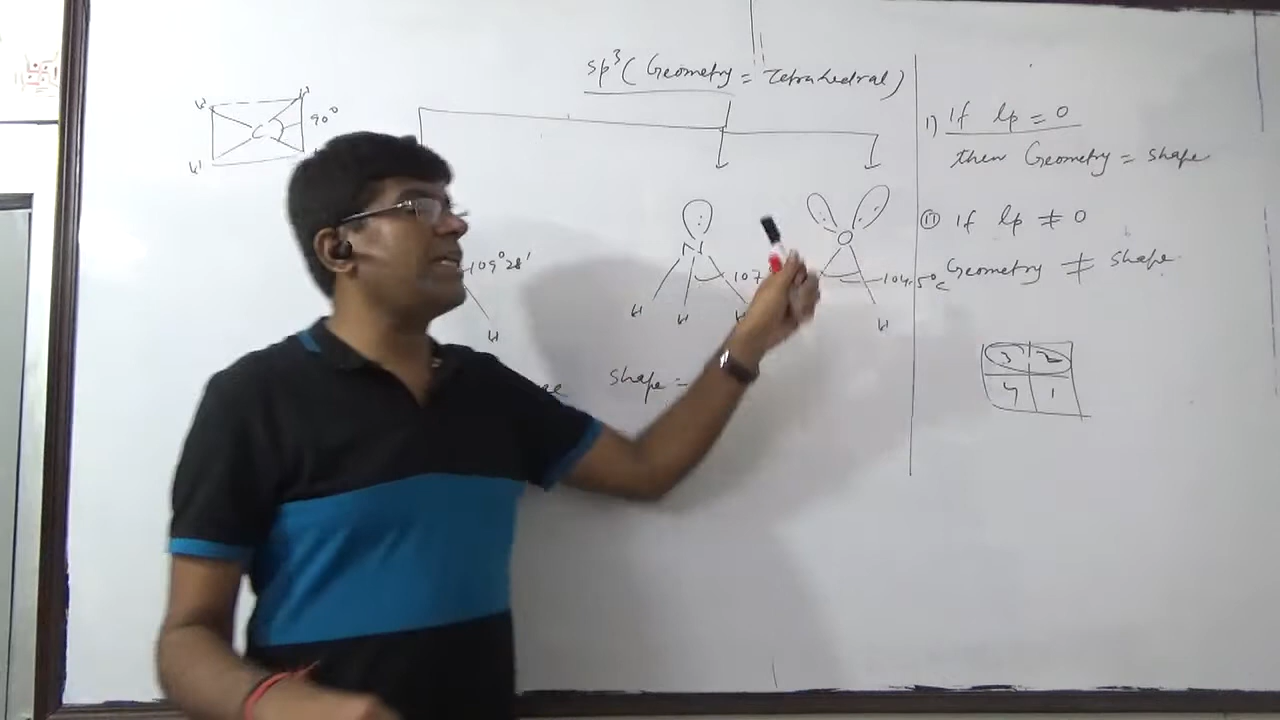 sp³ (Geometry = Tetrahedral)
H H
C 90°
H
109°28'
H
N
107
H H H
O
104.5°c
H
shape =
I) If lp = 0
then Geometry = shape
II) If lp ≠ 0
Geometry ≠ shape
3 2
4 1